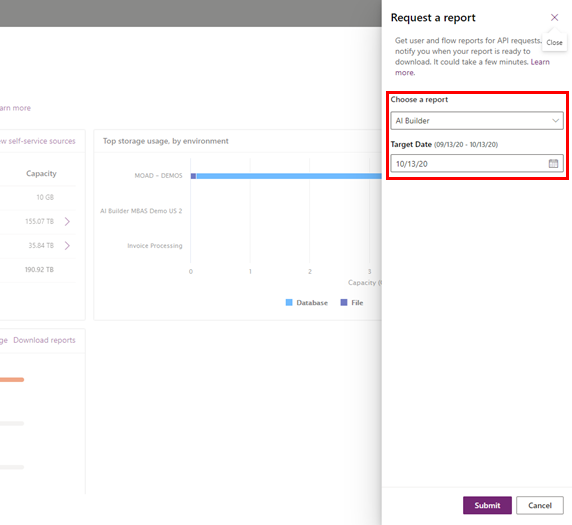 Request a report
Close
Get user and flow reports for API requests.
notify you when your report is ready to
download. It could take a few minutes. Learn
more.
Choose a report
AI Builder
Target Date (09/13/20 - 10/13/20)
10/13/20
Submit
Cancel
arn more
ow self-service sources
Capacity
10 GB
155.07 TB
35.84 TB
190.92 TB
Top storage usage, by environment
MOAD - DEMOS
AI Builder MBAS Demo US 2
Invoice Processing
0 1 2 3
Capacity (
Database File
ge Download reports